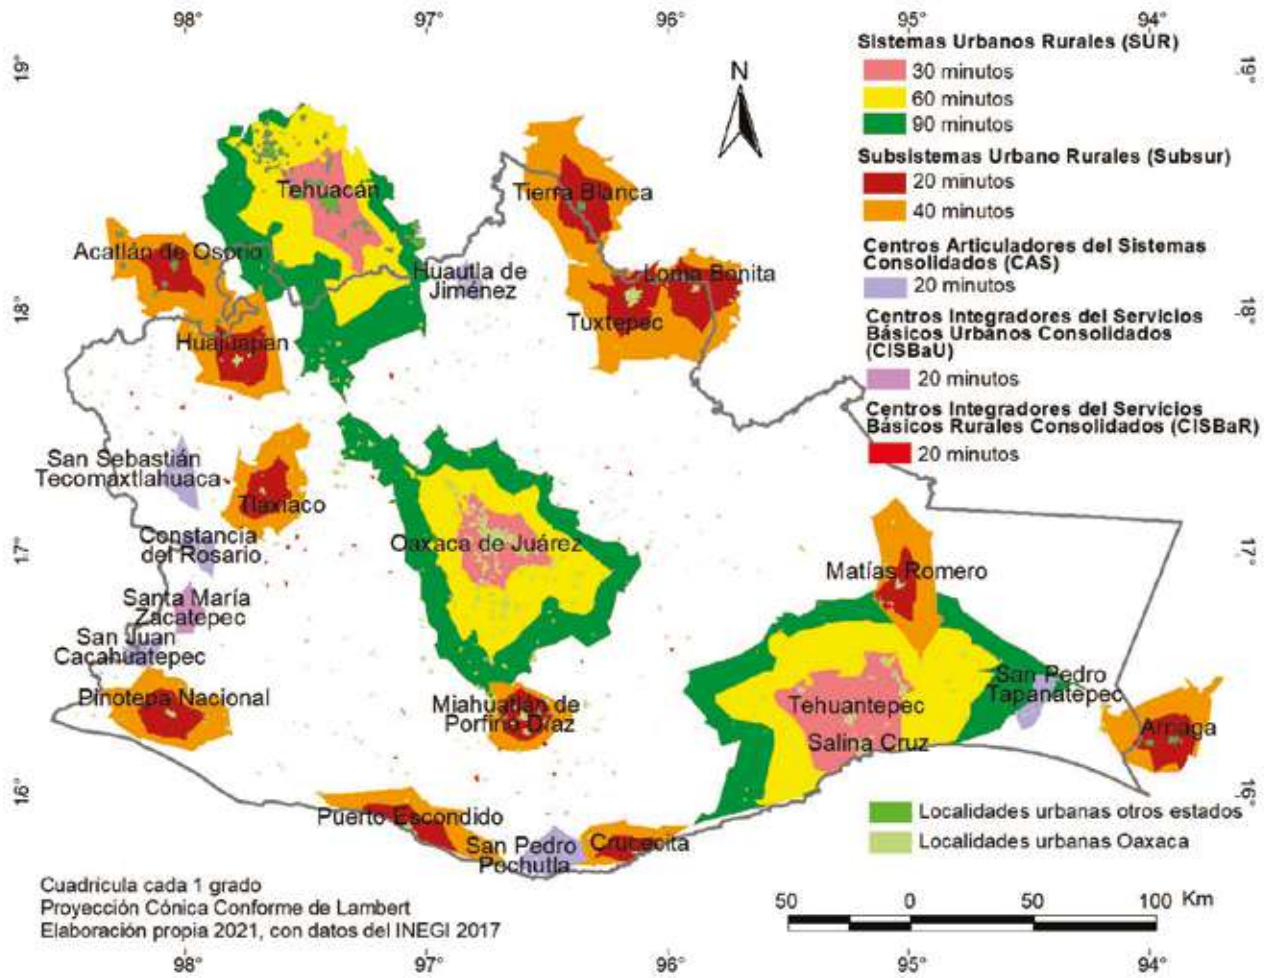 98°
97°
96°
95°
94°
19°
19°
N
Sistemas Urbanos Rurales (SUR)
30 minutos
60 minutos
90 minutos
Subsistemas Urbano Rurales (Subsur)
20 minutos
40 minutos
Centros Articuladores del Sistemas
Consolidados (CAS)
20 minutos
Centros Integradores del Servicios
Básicos Urbanos Consolidados
(CISBaU)
20 minutos
Centros Integradores del Servicios
Básicos Rurales Consolidados (CISBaR)
20 minutos
Tehuacán
Tierra Blanca
Acatlán de Osorio
Huautla de
Jiménez
Loma Bonita
18°
18°
Tuxtepec
Huajuapan
San Sebastián
Tecomaxtlahuaca
Tlaxiaco
Constancia
del Rosario
Oaxaca de Juárez
17°
17°
Matías Romero
Santa María
Zacatepec
San Juan
Cacahuatepec
San Pedro
Tapanatepec
Pinotepa Nacional
Miahuatlán de
Porfirio Díaz
Tehuantepec
Salina Cruz
Arriaga
16°
16°
Puerto Escondido
San Pedro
Pochutla
Crucecita
Localidades urbanas otros estados
Localidades urbanas Oaxaca
Cuadrícula cada 1 grado
Proyección Cónica Conforme de Lambert
Elaboración propia 2021, con datos del INEGI 2017
50 0 50 100 Km
98°
97°
96°
95°
94°